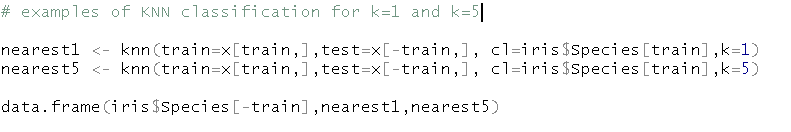 # examples of KNN classification for k=1 and k=5
nearest1 <- knn(train=x[train,],test=x[-train,], cl=iris$Species[train],k=1)
nearest5 <- knn(train=x[train,],test=x[-train,], cl=iris$Species[train],k=5)
data.frame(iris$Species[-train],nearest1,nearest5)